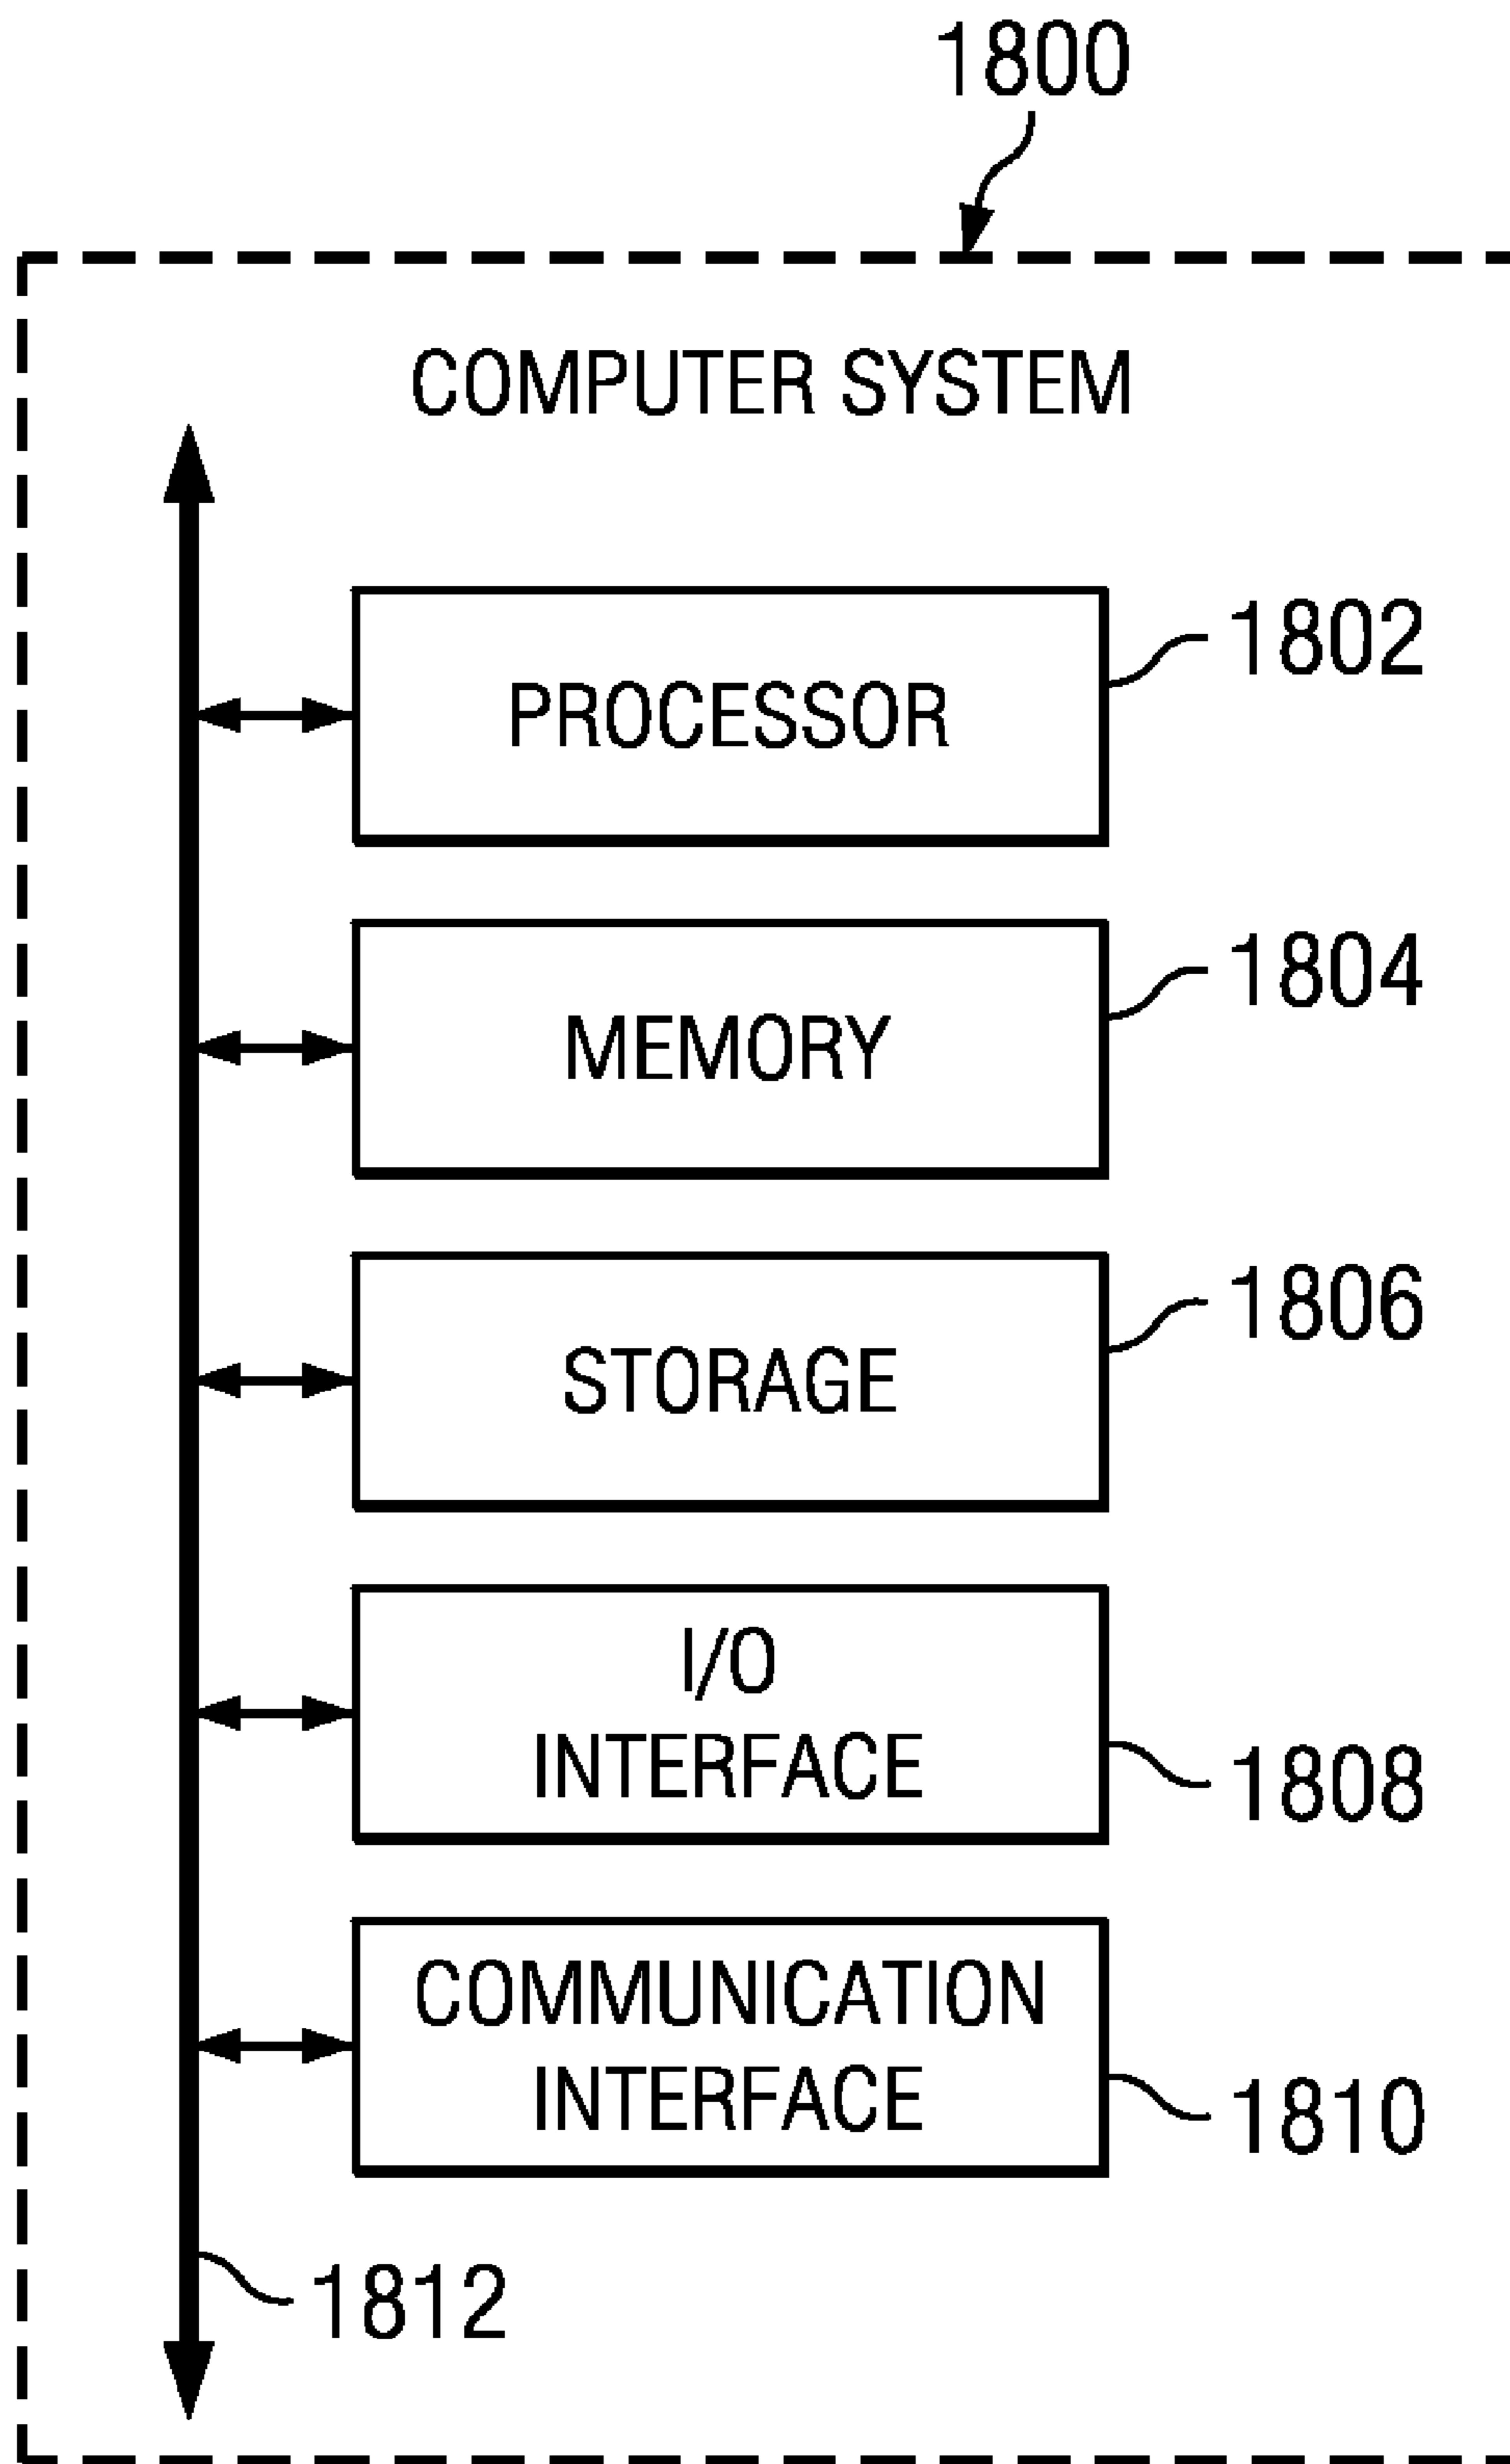 1800
COMPUTER SYSTEM
1802
PROCESSOR
1804
MEMORY
1806
STORAGE
I/O
INTERFACE
1808
COMMUNICATION
INTERFACE
1810
1812